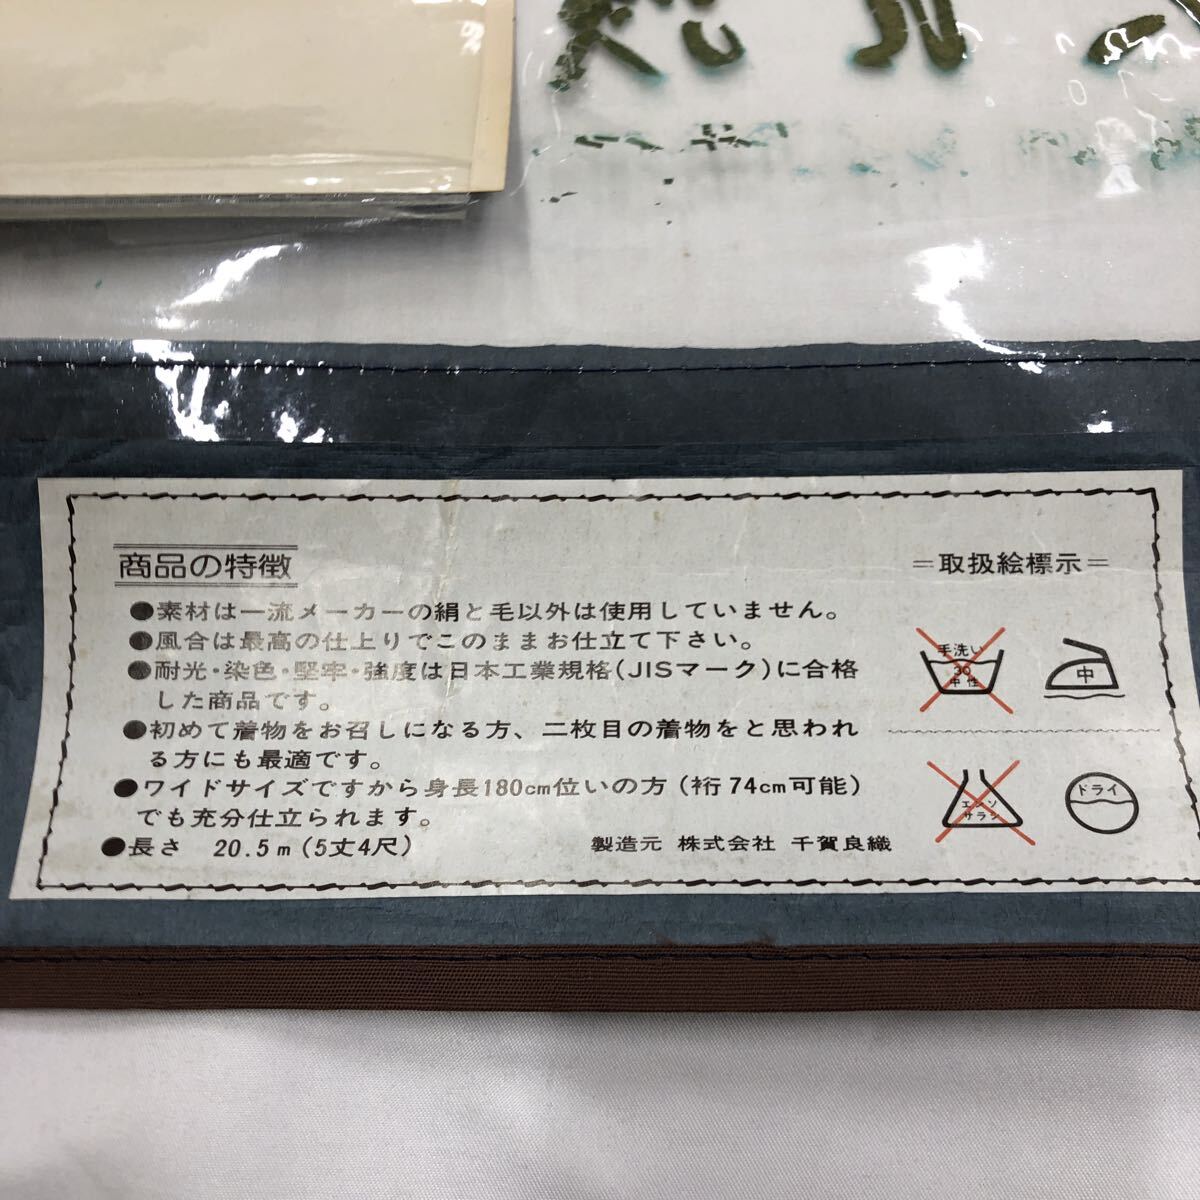 商品の特徴
●素材は一流メーカーの絹と毛以外は使用していません。
●風合は最高の仕上りでこのままお仕立て下さい。
●耐光・染色・堅牢・強度は日本工業規格(JISマーク)に合格
した商品です。
●初めて着物をお召しになる方、二枚目の着物をと思われ
る方にも最適です。
●ワイドサイズですから身長180cm位いの方(裄74cm可能)
でも充分仕立られます。
●長さ 20.5m(5丈4尺)
製造元 株式会社 千賀良織
=取扱絵標示=
手洗い
30
中性
中
エンソ
サラシ
ドライ